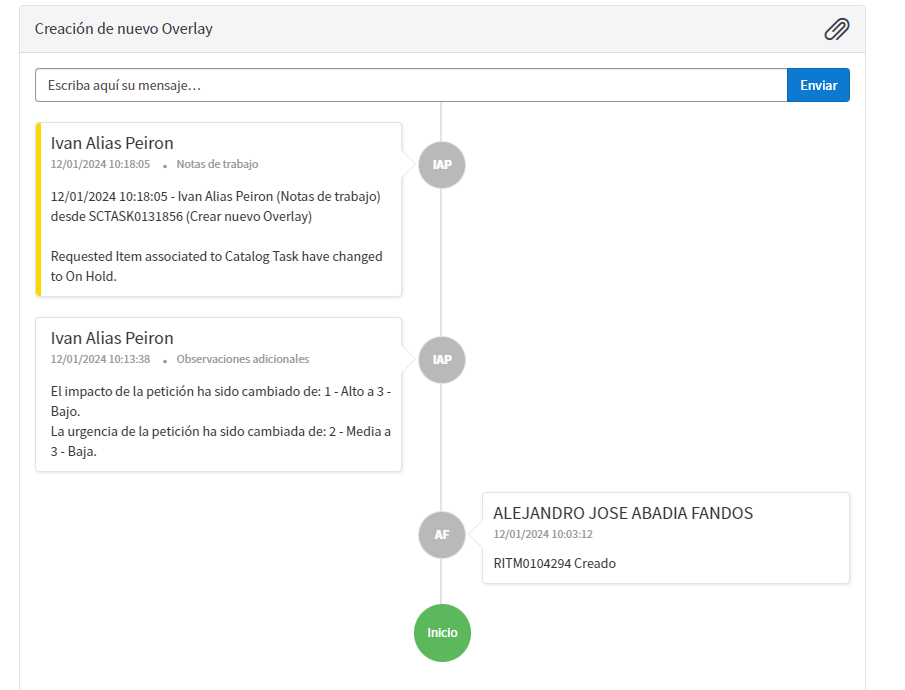 Creación de nuevo Overlay
Escriba aquí su mensaje…
Enviar
Ivan Alias Peiron
12/01/2024 10:18:05 • Notas de trabajo
12/01/2024 10:18:05 - Ivan Alias Peiron (Notas de trabajo)
desde SCTASK0131856 (Crear nuevo Overlay)
Requested Item associated to Catalog Task have changed
to On Hold.
IAP
Ivan Alias Peiron
12/01/2024 10:13:38 • Observaciones adicionales
El impacto de la petición ha sido cambiado de: 1 - Alto a 3 -
Bajo.
La urgencia de la petición ha sido cambiada de: 2 - Media a
3 - Baja.
IAP
AF
ALEJANDRO JOSE ABADIA FANDOS
12/01/2024 10:03:12
RITM0104294 Creado
Inicio